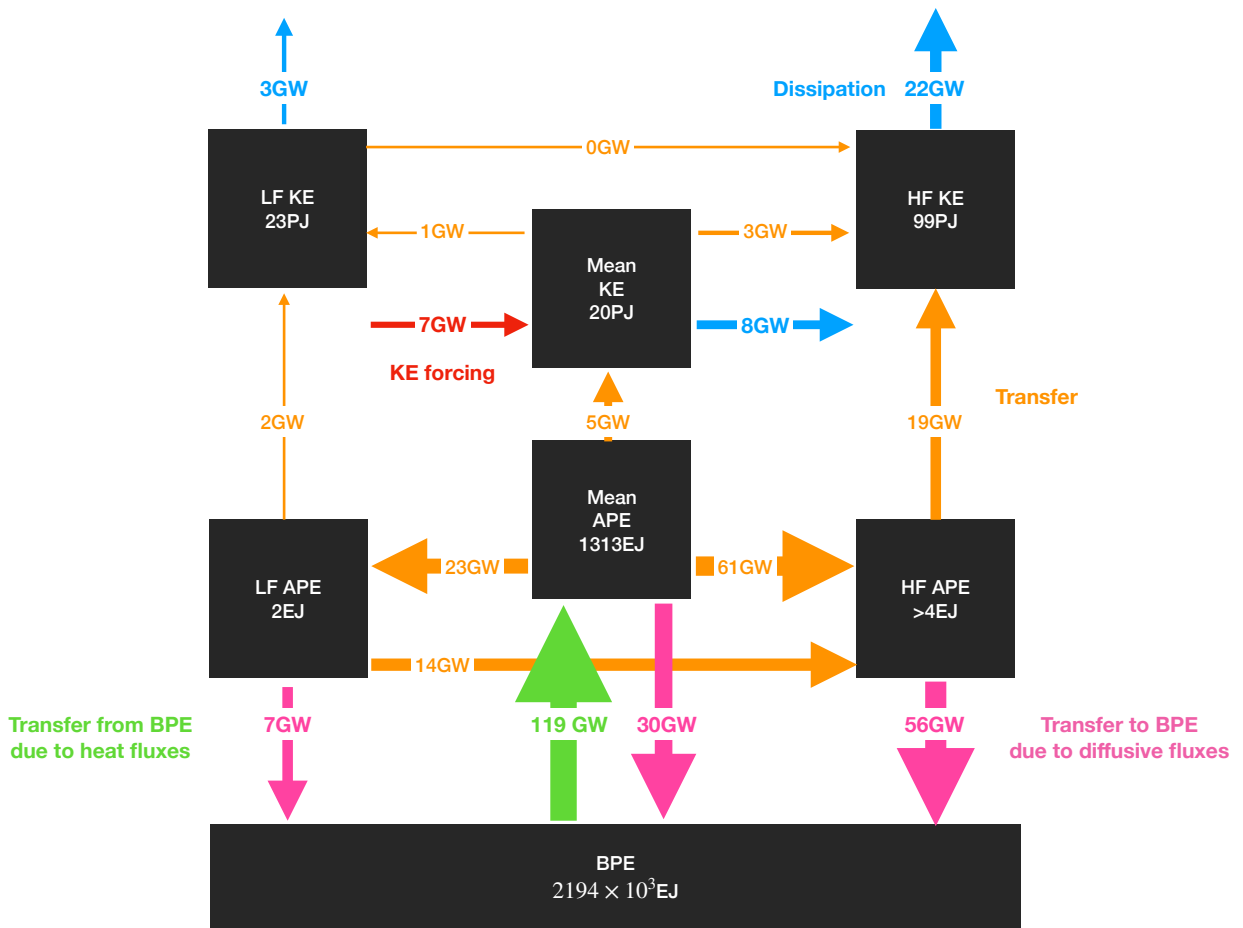 3GW
Dissipation 22GW
0GW
LF KE
23PJ
HF KE
99PJ
1GW
3GW
Mean
KE
20PJ
7GW
8GW
KE forcing
Transfer
2GW
5GW
19GW
Mean
APE
1313EJ
23GW
61GW
LF APE
2EJ
HF APE
>4EJ
14GW
Transfer from BPE
due to heat fluxes
7GW
119 GW
30GW
56GW
Transfer to BPE
due to diffusive fluxes
BPE
2194 × 10³EJ